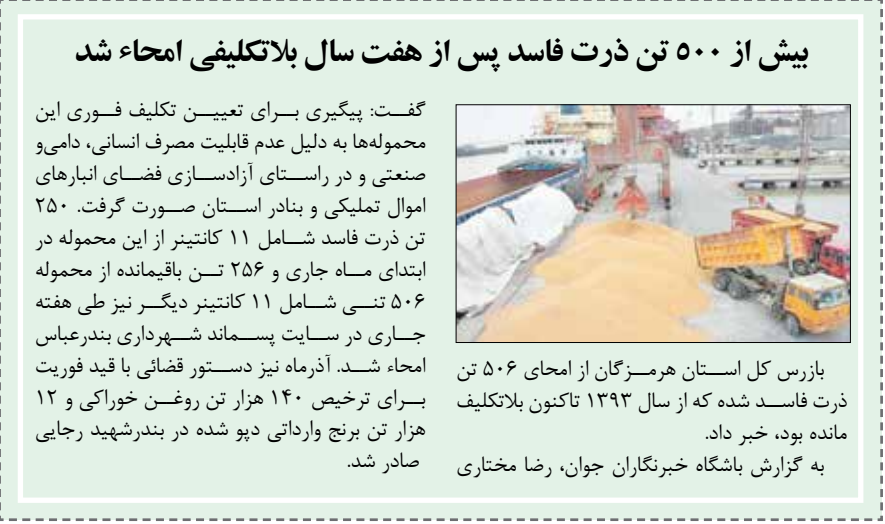 بیش از ۵۰۰ تن ذرت فاسد پس از هفت سال بلاتکلیفی امحاء شد
بازرس کل استان هرمزگان از امحای ۵۰۶ تن
ذرت فاسد شده که از سال ۱۳۹۳ تاکنون بلاتکلیف
مانده بود، خبر داد.
به گزارش باشگاه خبرنگاران جوان، رضا مختاری
گفت: پیگیری برای تعیین تکلیف فوری این
محموله‌ها به دلیل عدم قابلیت مصرف انسانی، دامی‌و
صنعتی و در راستای آزادسازی فضای انبارهای
اموال تملیکی و بنادر استان صورت گرفت. ۲۵۰
تن ذرت فاسد شامل ۱۱ کانتینر از این محموله در
ابتدای ماه جاری و ۲۵۶ تن باقیمانده از محموله
۵۰۶ تنی شامل ۱۱ کانتینر دیگر نیز طی هفته
جاری در سایت پسماند شهرداری بندرعباس
امحاء شد. آذرماه نیز دستور قضائی با قید فوریت
برای ترخیص ۱۴۰ هزار تن روغن خوراکی و ۱۲
هزار تن برنج وارداتی دپو شده در بندرشهید رجایی
صادر شد.